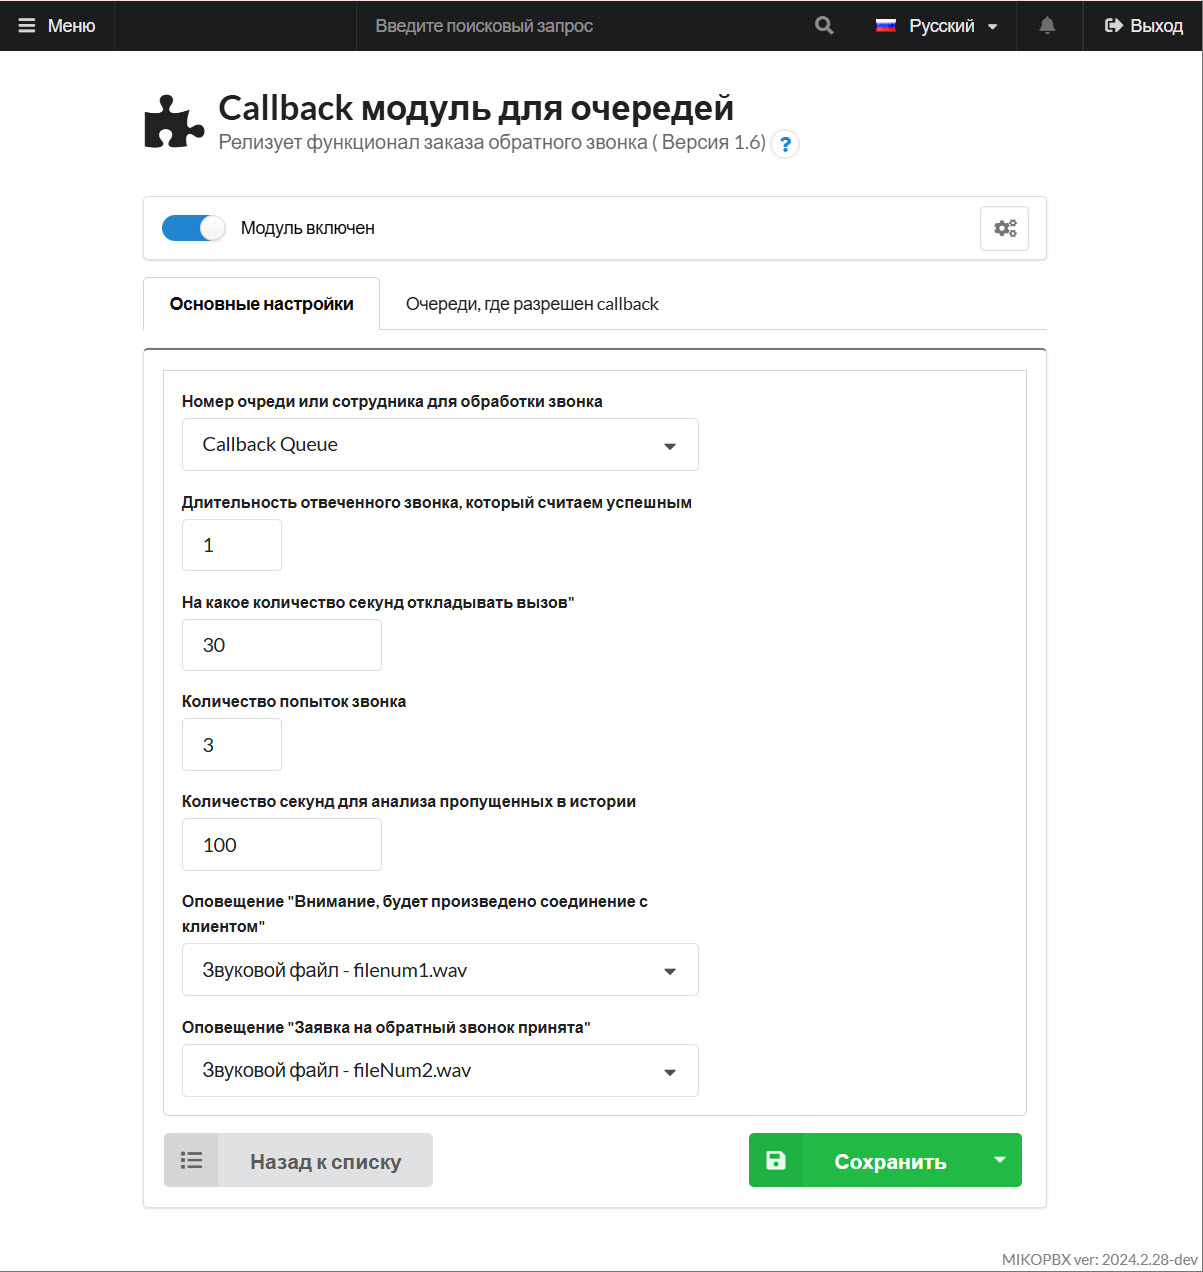 Меню
Введите поисковый запрос
Русский
Выход
Callback модуль для очередей
Релизует функционал заказа обратного звонка ( Версия 1.6) ?
Модуль включен
Основные настройки
Очереди, где разрешен callback
Номер очреди или сотрудника для обработки звонка
Callback Queue
Длительность отвеченного звонка, который считаем успешным
1
На какое количество секунд откладывать вызов"
30
Количество попыток звонка
3
Количество секунд для анализа пропущенных в истории
100
Оповещение "Внимание, будет произведено соединение с
клиентом"
Звуковой файл - filenum1.wav
Оповещение "Заявка на обратный звонок принята"
Звуковой файл - fileNum2.wav
Назад к списку
Сохранить
MIKOPBX ver: 2024.2.28-dev